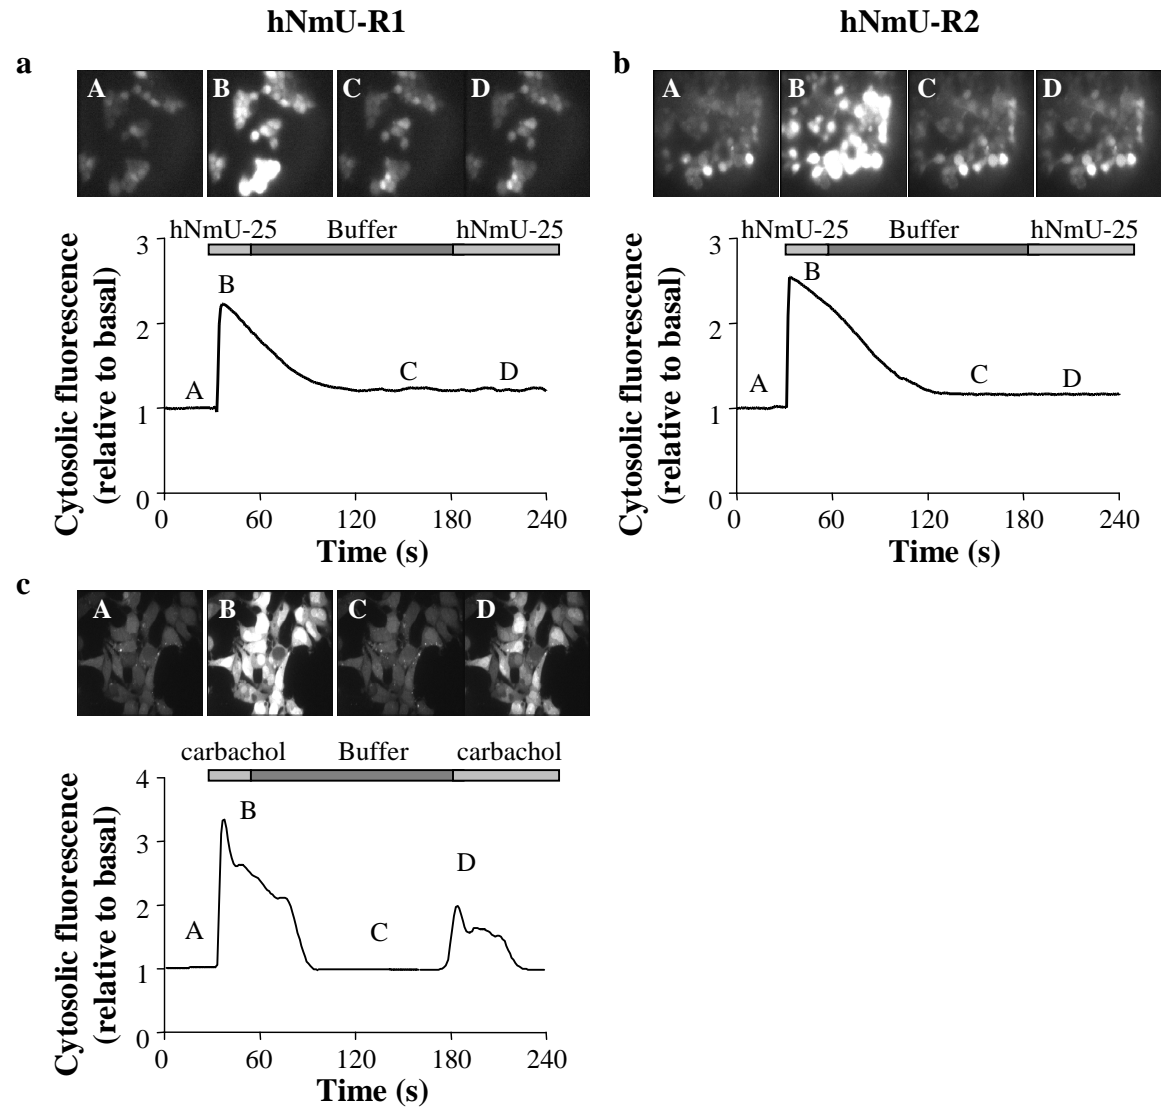 hNmU-R1
hNmU-R2
a
A B C D
hNmU-25 Buffer hNmU-25
Cytosolic fluorescence
(relative to basal)
3
2
1
0
B
A
C
D
0 60 120 180 240
Time (s)
b
A B C D
hNmU-25 Buffer hNmU-25
Cytosolic fluorescence
(relative to basal)
3
2
1
0
B
A
C
D
0 60 120 180 240
Time (s)
c
A B C D
carbachol Buffer carbachol
Cytosolic fluorescence
(relative to basal)
4
3
2
1
0
B
D
A
C
0 60 120 180 240
Time (s)